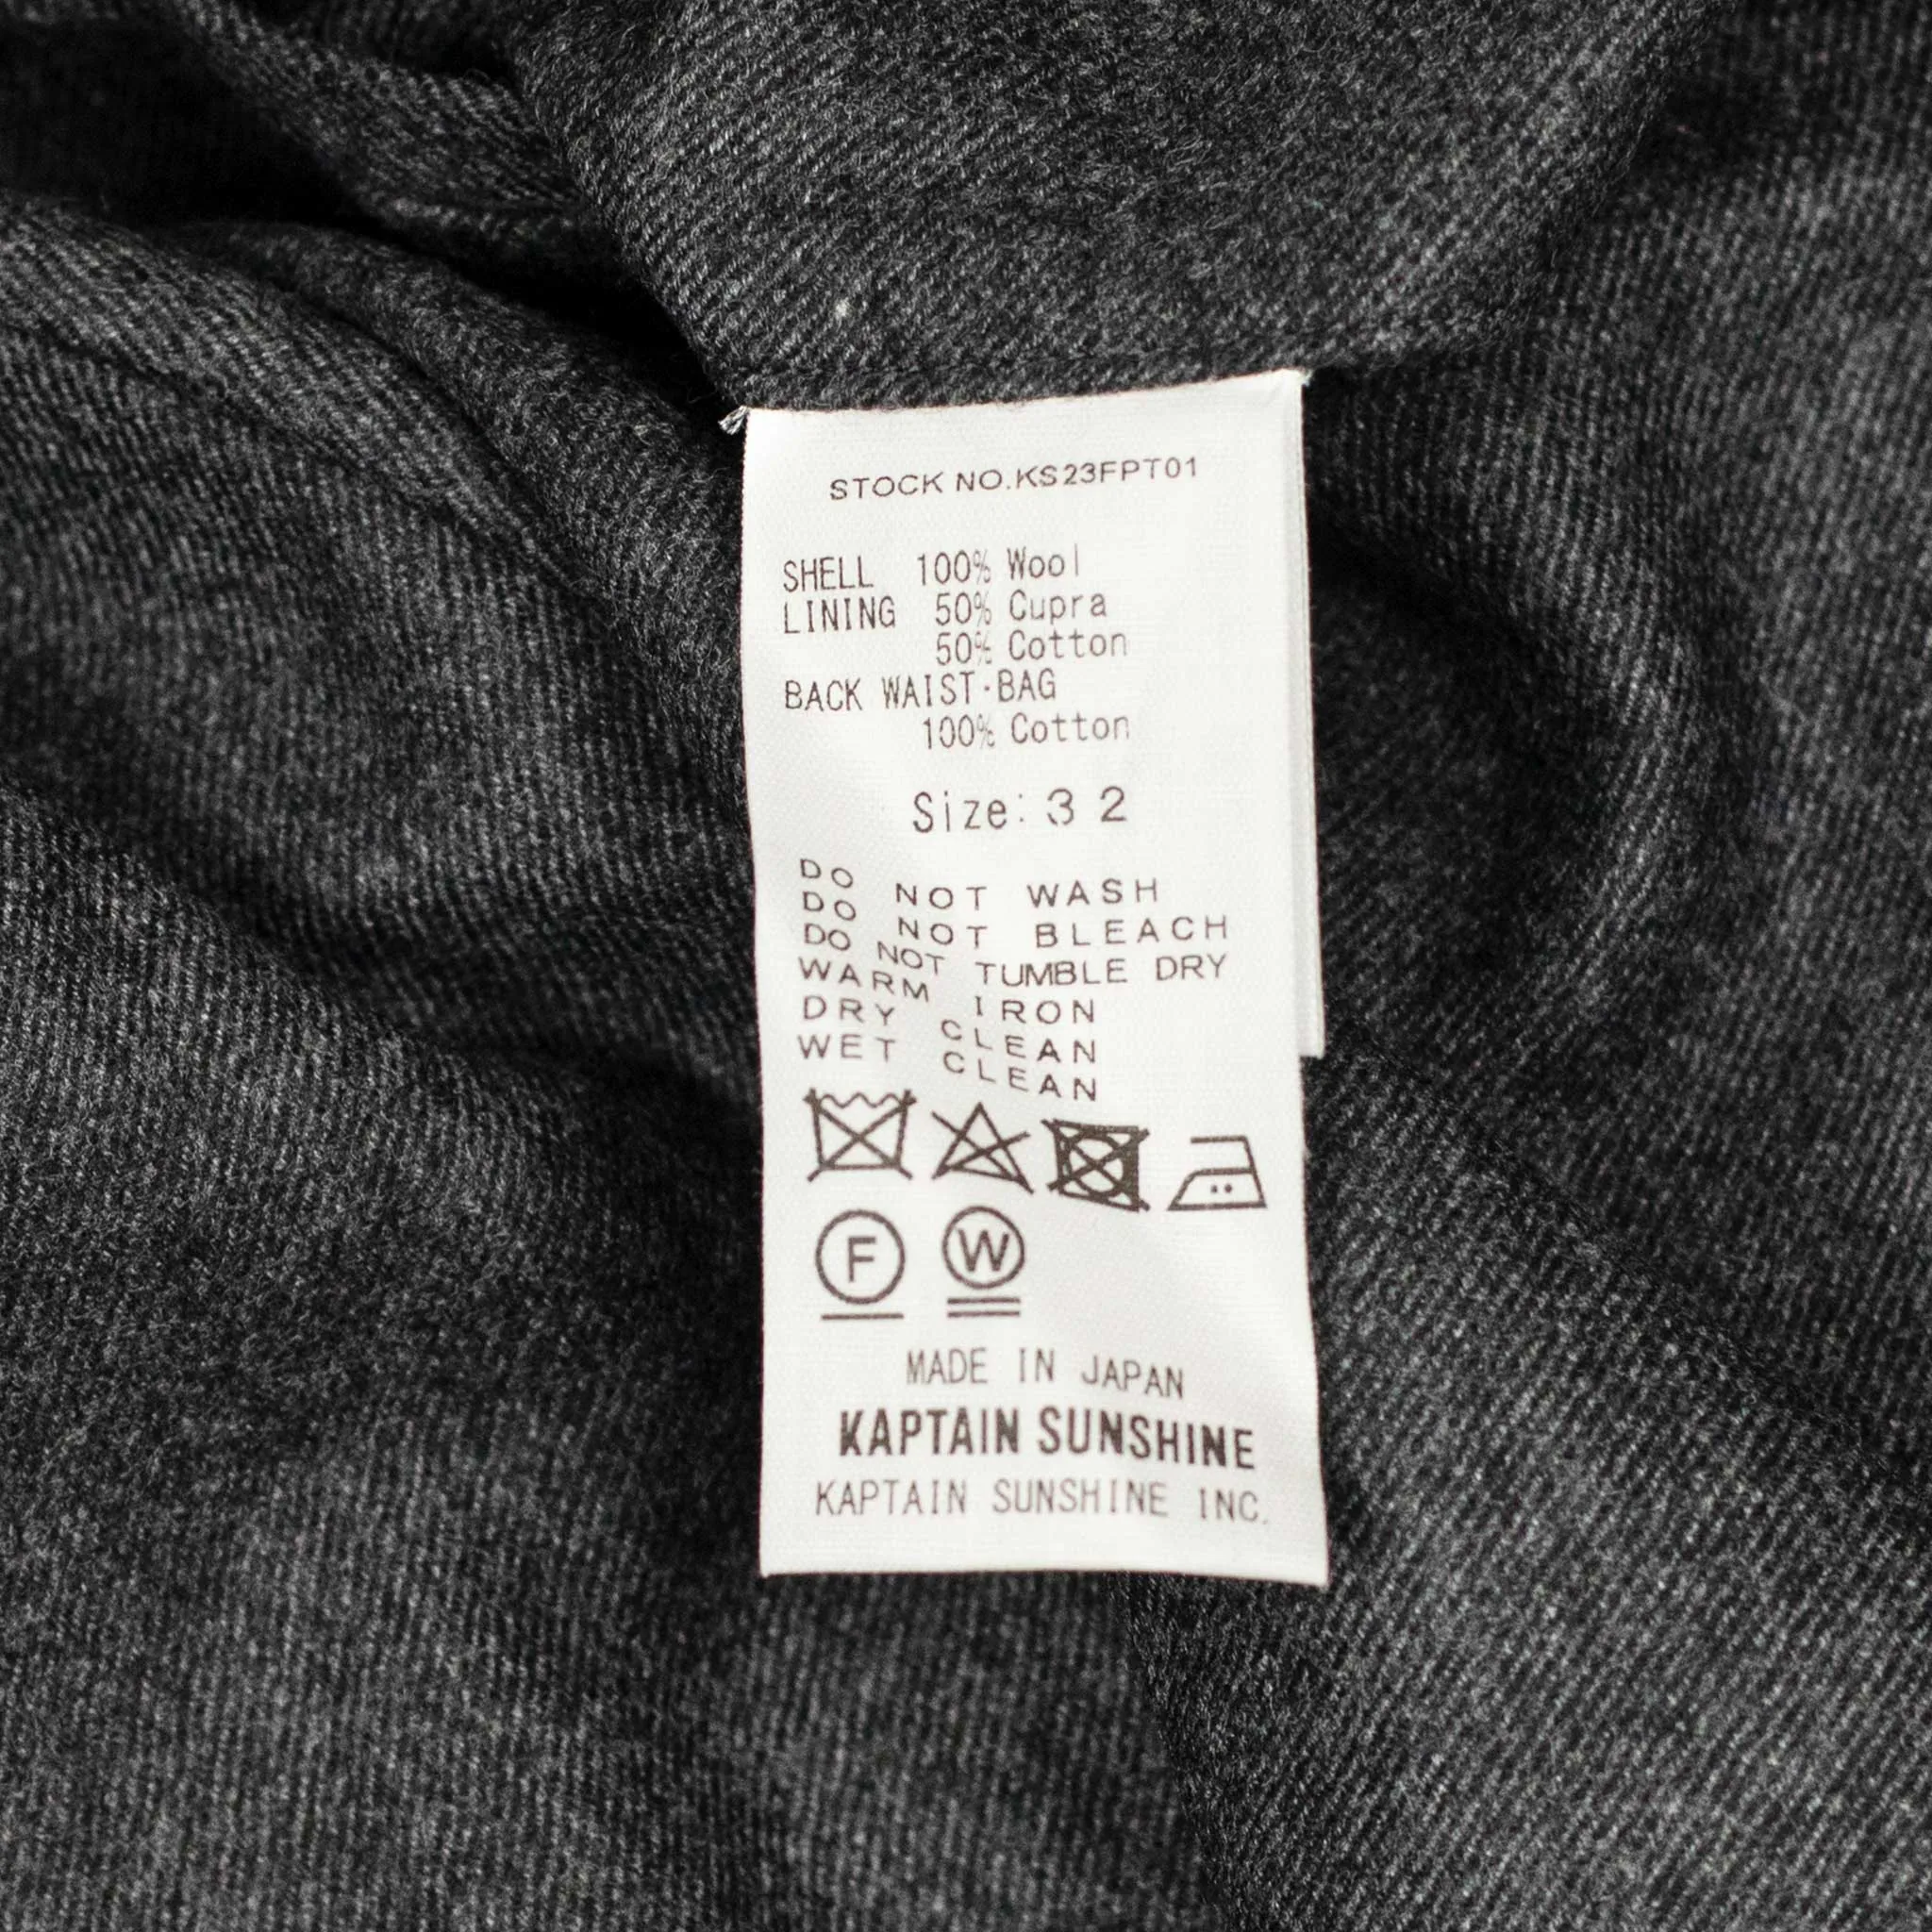 STOCK NO.KS23FPT01
SHELL 100% Wool
LINING 50% Cupra
50% Cotton
BACK WAIST·BAG
100% Cotton
Size: 32
DO NOT WASH
DO NOT BLEACH
DO NOT TUMBLE DRY
WARM IRON
DRY CLEAN
WET CLEAN
F W
MADE IN JAPAN
KAPTAIN SUNSHINE
KAPTAIN SUNSHINE INC.